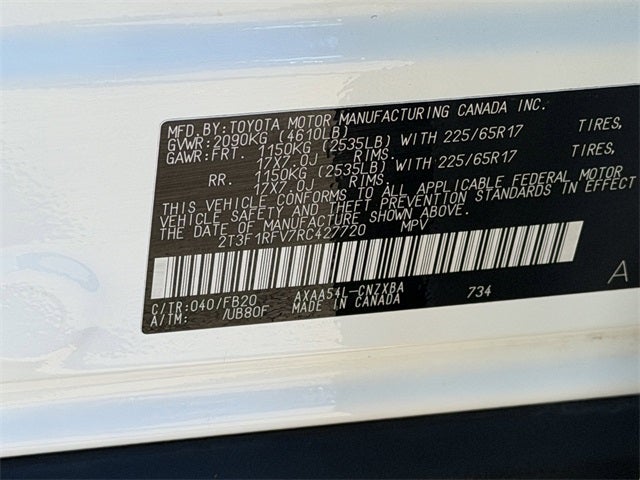 MFD. BY: TOYOTA MOTOR MANUFACTURING CANADA INC.
GVWR: 2090KG (4610LB)
GAWR: FRT. 1150KG (2535LB) WITH 225/65R17 TIRES,
17X7.0J RIMS.
RR. 1150KG (2535LB) WITH 225/65R17 TIRES,
17X7.0J RIMS.
THIS VEHICLE CONFORMS TO ALL APPLICABLE FEDERAL MOTOR
VEHICLE SAFETY AND THEFT PREVENTION STANDARDS IN EFFECT
ON THE DATE OF MANUFACTURE SHOWN ABOVE.
2T3F1RFV7RC427720 MPV
C/TR: 040/FB20 AXAA54L-CNZXBA 734 A
A/TM: /UB80F MADE IN CANADA